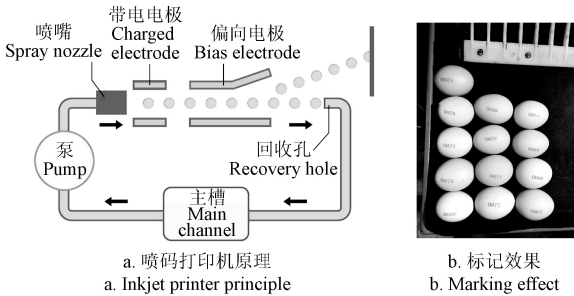 喷嘴
Spray nozzle
带电电极
Charged
electrode
偏向电极
Bias electrode
泵
Pump
回收孔
Recovery hole
主槽
Main
channel
a. 喷码打印机原理
a. Inkjet printer principle
b. 标记效果
b. Marking effect